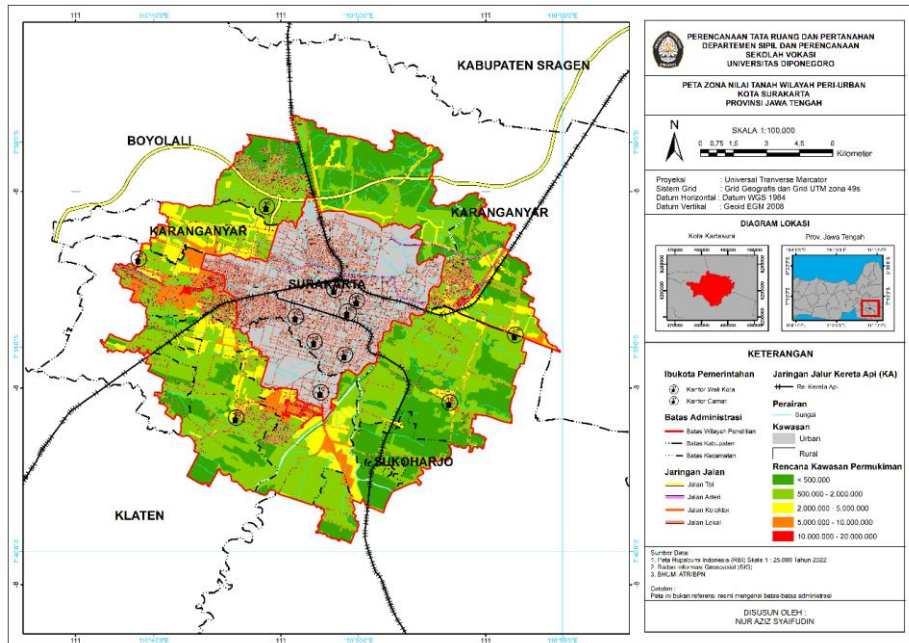 PERENCANAAN TATA RUANG DAN PERTANAHAN
DEPARTEMEN SIPIL DAN PERENCANAAN
SEKOLAH VOKASI
UNIVERSITAS DIPONEGORO
PETA ZONA NILAI TANAH WILAYAH PERI-URBAN
KOTA SURAKARTA
PROVINSI JAWA TENGAH
N
SKALA 1:100.000
0 0,75 1,5 3 4,5 6
Kilometer
Proyeksi : Universal Tranverse Marcator
Sistem Grid : Grid Geografis dan Grid UTM zona 49s
Datum Horizontal : Datum WGS 1984
Datum Vertikal : Geoid EGM 2008
DIAGRAM LOKASI
Kota Kartasura
Prov. Jawa Tengah
KETERANGAN
Ibukota Pemerintahan
Kantor Wali Kota
Kantor Camat
Batas Administrasi
Batas Wilayah Penilitian
Batas Kabupaten
Batas Kecamatan
Jaringan Jalan
Jalan Tol
Jalan Arteri
Jalan Kolektor
Jalan Lokal
Jaringan Jalur Kereta Api (KA)
Rel Kereta Api
Perairan
Sungai
Kawasan
Urban
Rural
Rencana Kawasan Permukiman
< 500.000
500.000 - 2.000.000
2.000.000 - 5.000.000
5.000.000 - 10.000.000
10.000.000 - 20.000.000
Sumber Data:
1. Peta Rupabumi Indonesia (RBI) Skala 1 : 25.000 Tahun 2022
2. Badan Informasi Geospasial (BIG)
3. BHUMI ATR/BPN
Catatan :
Peta ini bukan referensi resmi mengenai batas-batas administrasi
DISUSUN OLEH :
NUR AZIZ SYAIFUDIN
KABUPATEN SRAGEN
BOYOLALI
KARANGANYAR
KARANGANYAR
SURAKARTA
SUKOHARJO
KLATEN
111
111
111
111